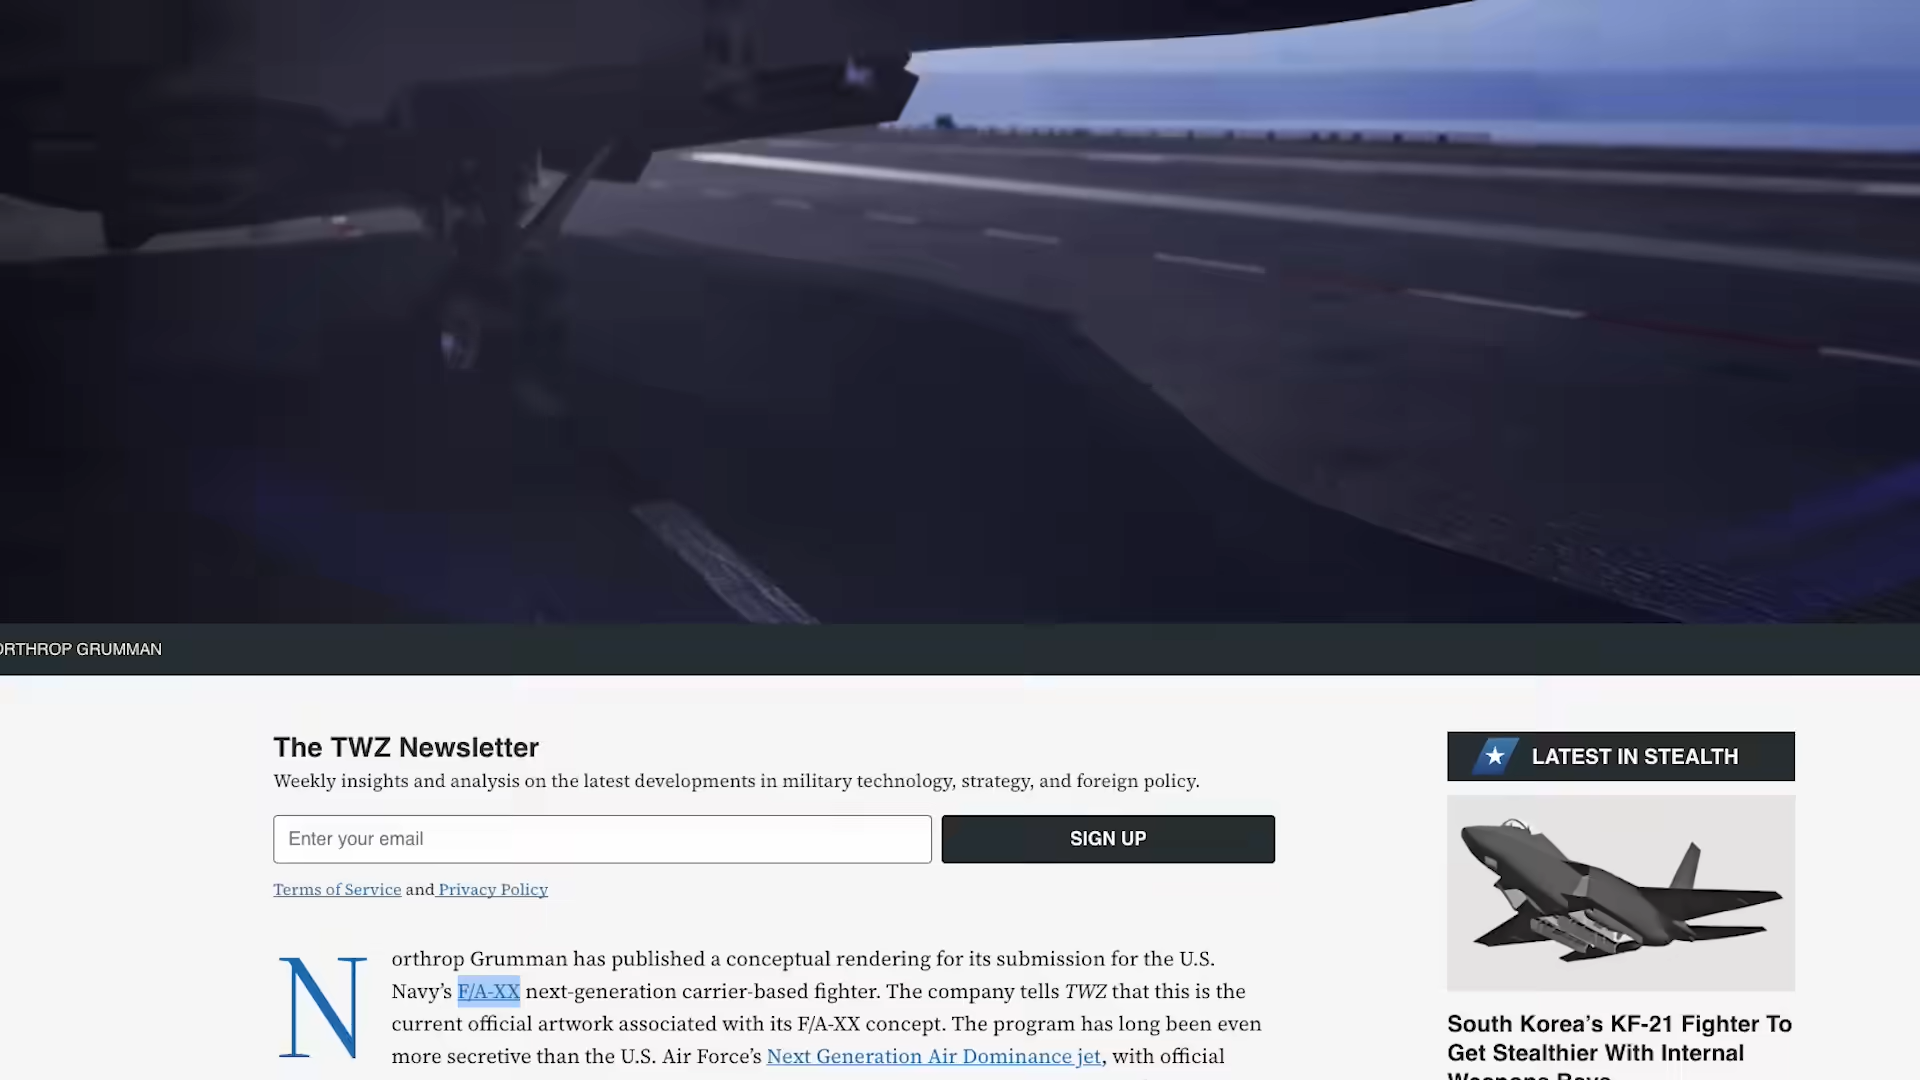 ORTHROP GRUMMAN
The TWZ Newsletter
Weekly insights and analysis on the latest developments in military technology, strategy, and foreign policy.
Enter your email
SIGN UP
Terms of Service and Privacy Policy
Northrop Grumman has published a conceptual rendering for its submission for the U.S.
Navy’s F/A-XX next-generation carrier-based fighter. The company tells TWZ that this is the
current official artwork associated with its F/A-XX concept. The program has long been even
more secretive than the U.S. Air Force’s Next Generation Air Dominance jet, with official
LATEST IN STEALTH
South Korea’s KF-21 Fighter To
Get Stealthier With Internal
Weapons Bays